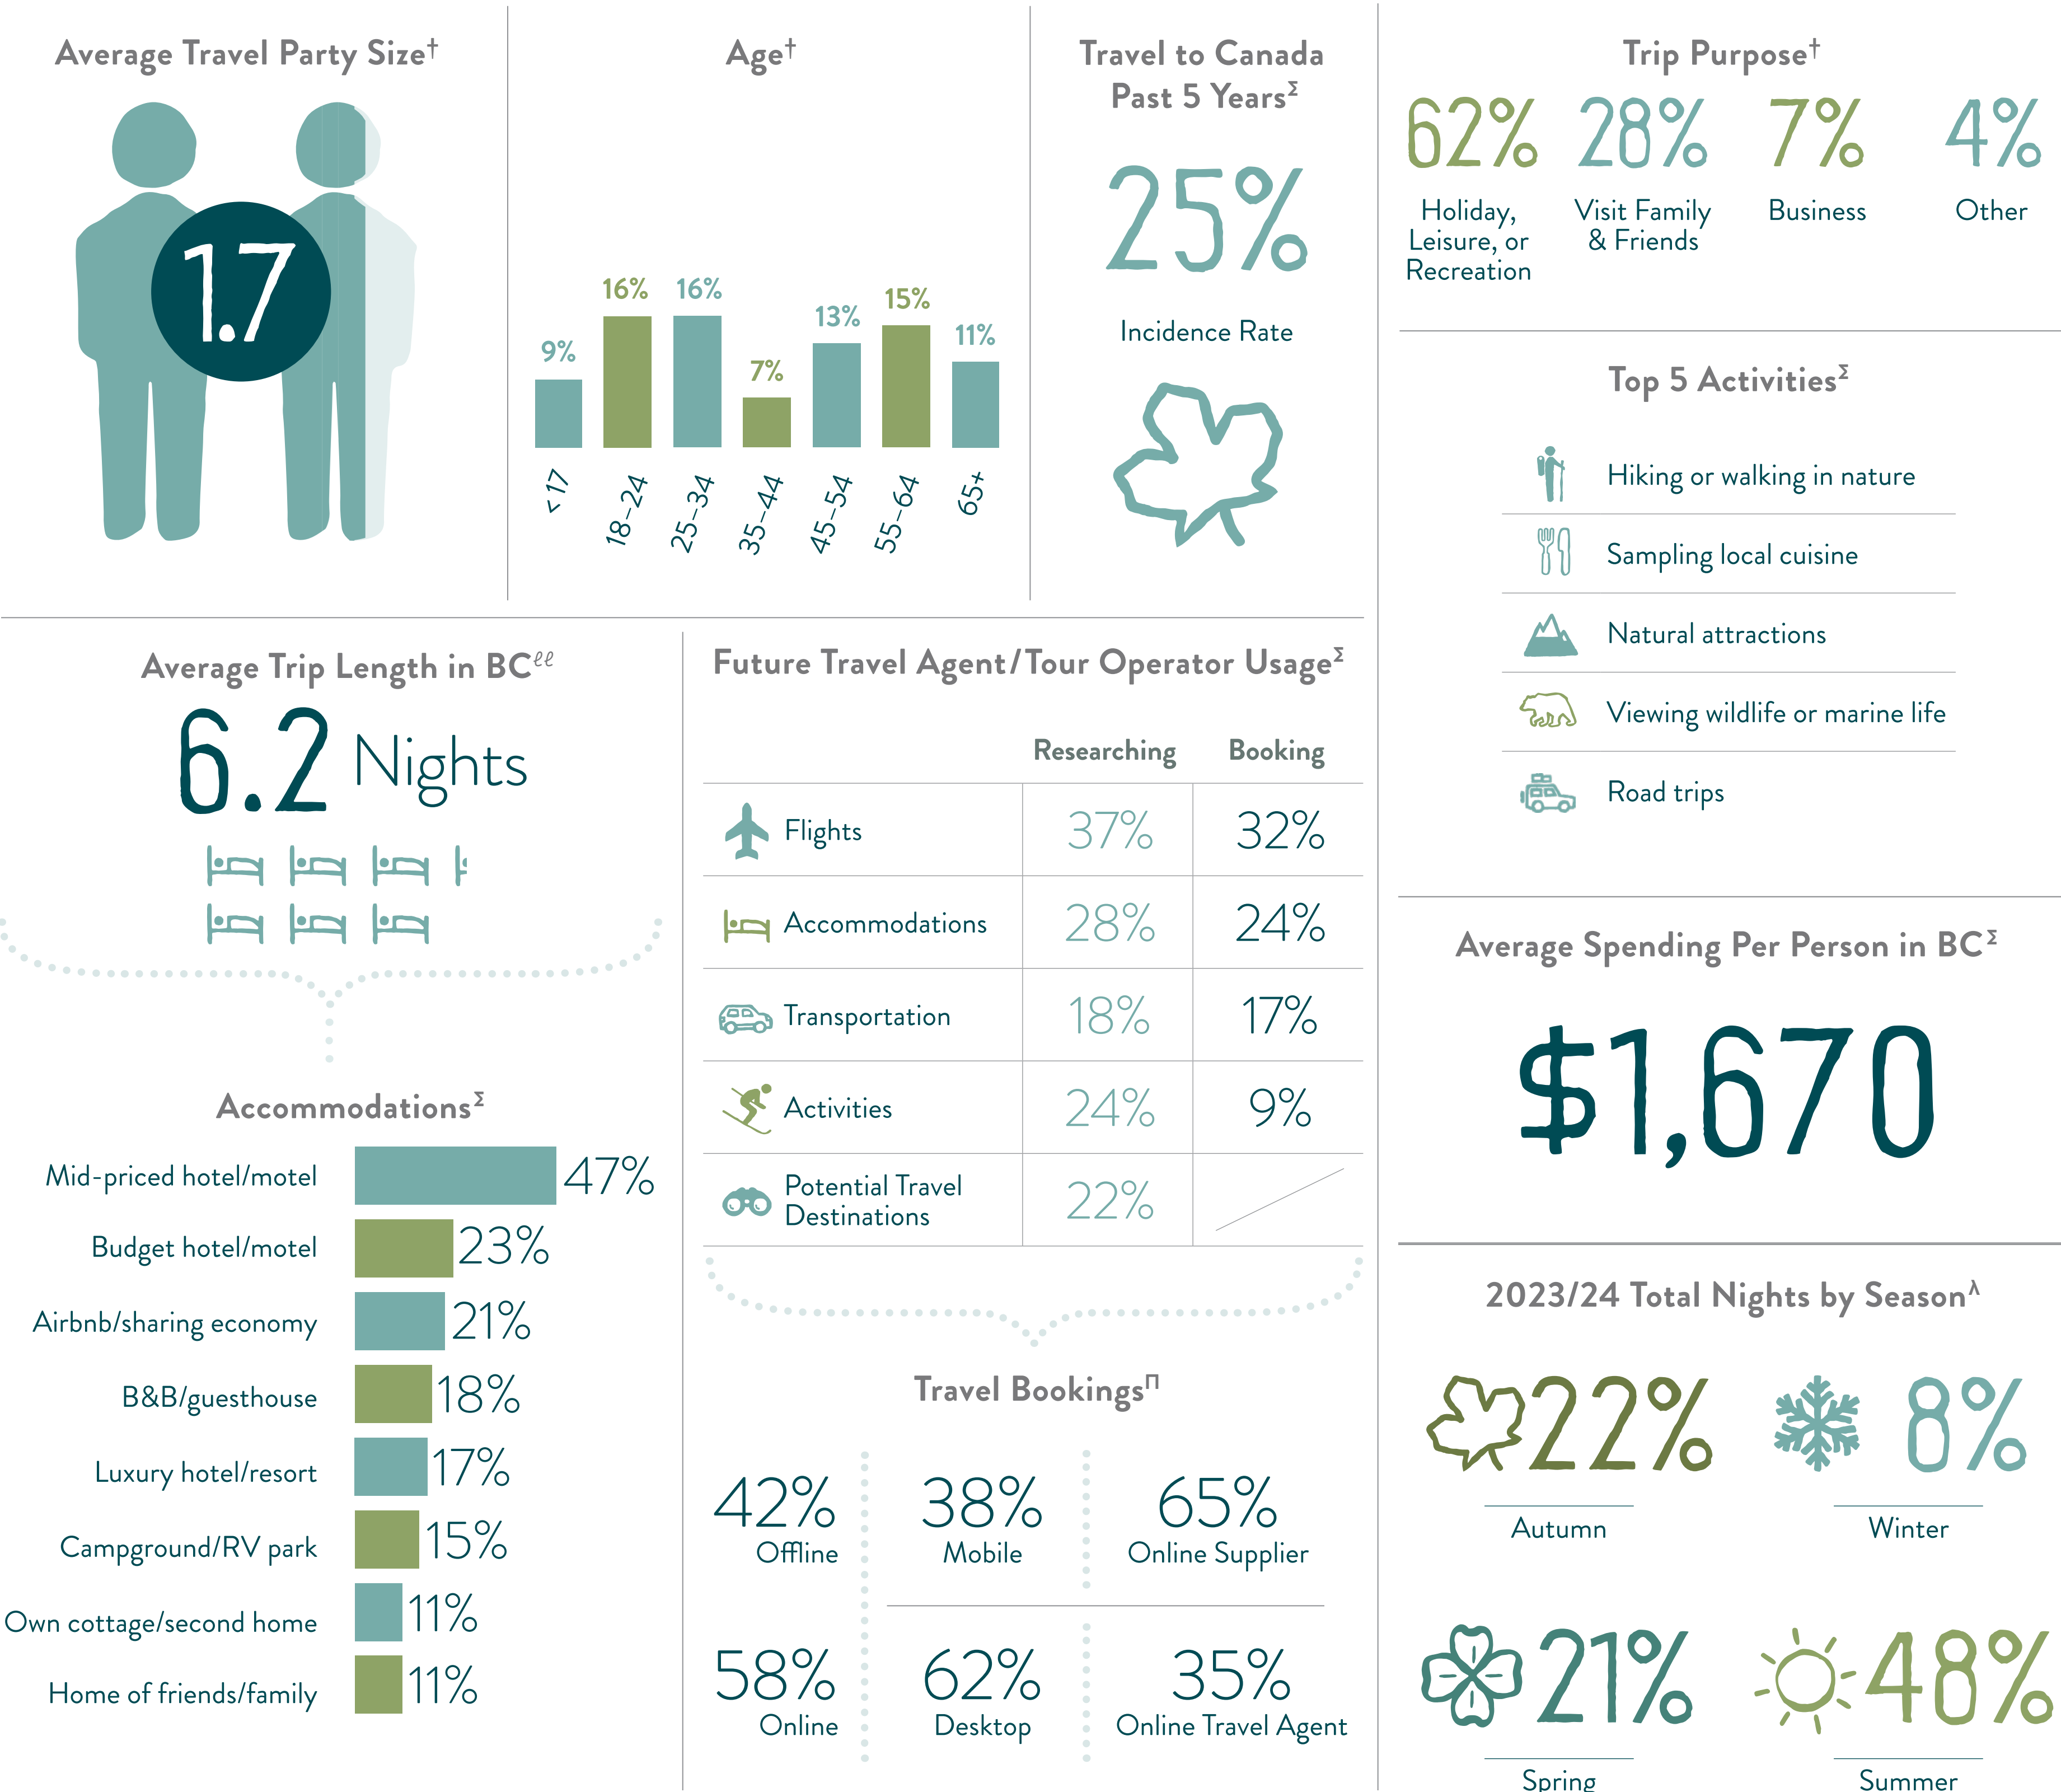 Average Travel Party Size†
1.7
Age†
9%
16%
16%
7%
13%
15%
11%
<17
18–24
25–34
35–44
45–54
55–64
65+
Travel to Canada
Past 5 YearsΣ
25%
Incidence Rate
Trip Purpose†
62% 28% 7% 4%
Holiday,
Leisure, or
Recreation
Visit Family
& Friends
Business
Other
Top 5 ActivitiesΣ
Hiking or walking in nature
Sampling local cuisine
Natural attractions
Viewing wildlife or marine life
Road trips
Average Trip Length in BCℓℓ
6.2 Nights
AccommodationsΣ
Mid-priced hotel/motel 47%
Budget hotel/motel 23%
Airbnb/sharing economy 21%
B&B/guesthouse 18%
Luxury hotel/resort 17%
Campground/RV park 15%
Own cottage/second home 11%
Home of friends/family 11%
Future Travel Agent/Tour Operator UsageΣ
Researching Booking
Flights 37% 32%
Accommodations 28% 24%
Transportation 18% 17%
Activities 24% 9%
Potential Travel
Destinations
22%
Travel BookingsΠ
42% 38% 65%
Offline Mobile Online Supplier
58% 62% 35%
Online Desktop Online Travel Agent
Average Spending Per Person in BCΣ
$1,670
2023/24 Total Nights by Seasonλ
22% 8%
Autumn Winter
21% 48%
Spring Summer